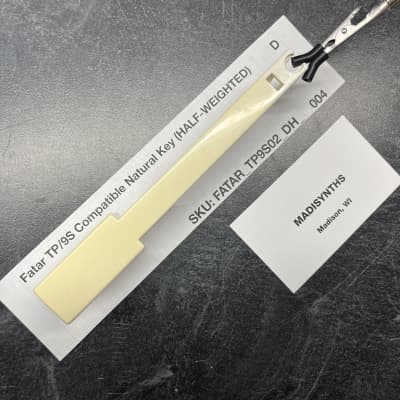 Fatar TP/9S Compatible Natural Key (HALF-WEIGHTED) D
SKU: FATAR_TP9S02_DH 004
MADISYNTHS
Madison, WI